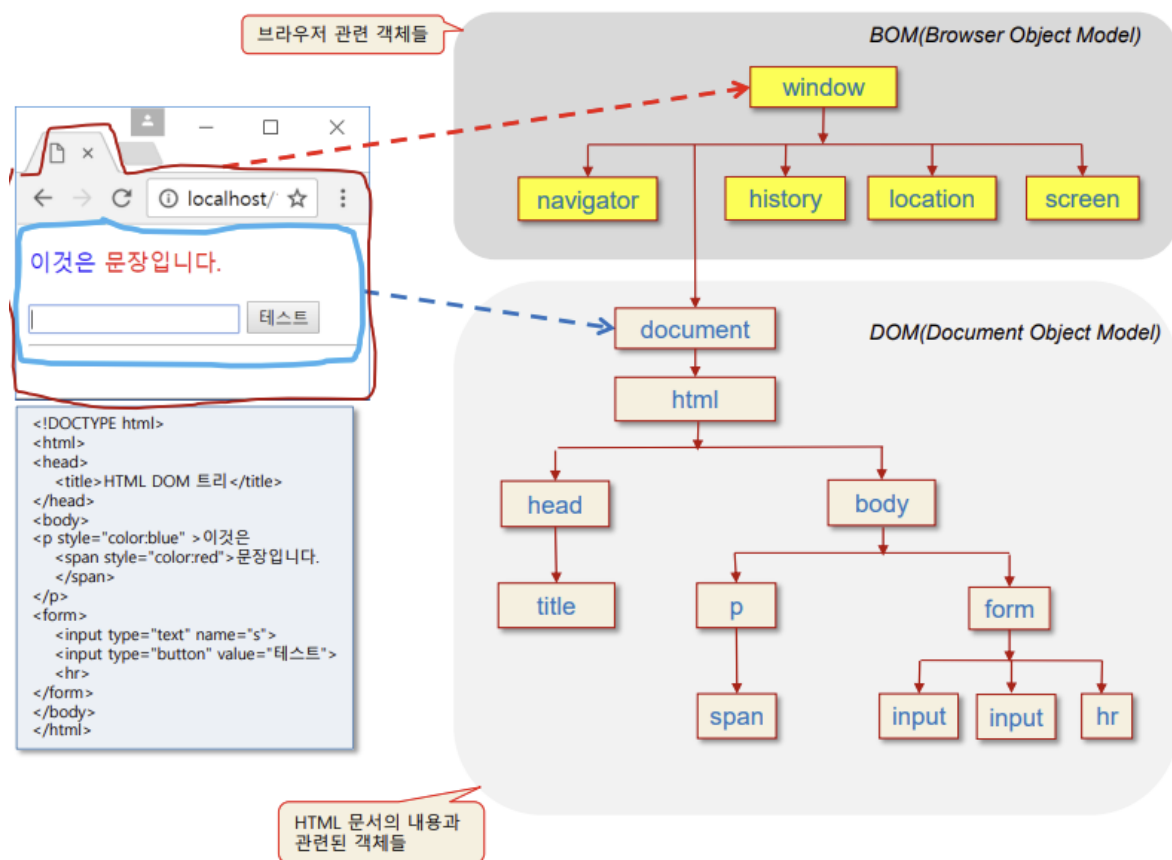 브라우저 관련 객체들
BOM(Browser Object Model)
window
navigator
history
location
screen
localhost/
이것은 문장입니다.
테스트
document
DOM(Document Object Model)
html
head
body
title
p
form
span
input
input
hr
<!DOCTYPE html>
<html>
<head>
<title>HTML DOM 트리</title>
</head>
<body>
<p style="color:blue" >이것은
<span style="color:red">문장입니다.
</span>
</p>
<form>
<input type="text" name="s">
<input type="button" value="테스트">
<hr>
</form>
</body>
</html>
HTML 문서의 내용과
관련된 객체들